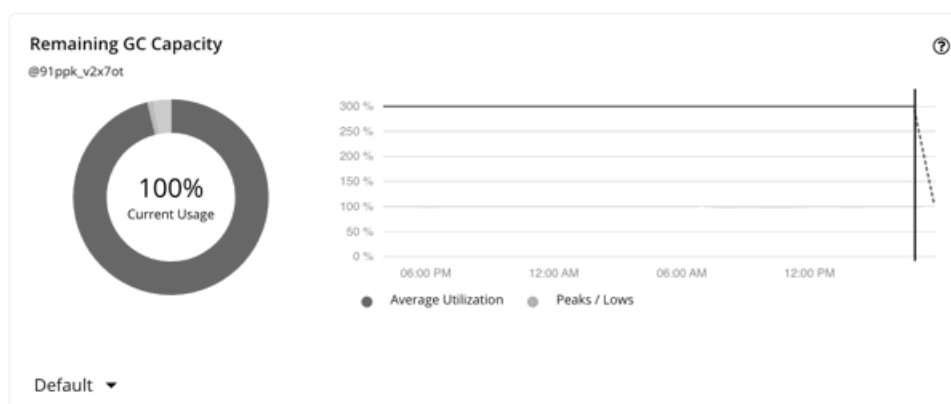 Remaining GC Capacity
@91ppk_v2x7ot
100%
Current Usage
300 %
250 %
200 %
150 %
100 %
50 %
0 %
06:00 PM 12:00 AM 06:00 AM 12:00 PM
Average Utilization Peaks / Lows
Default